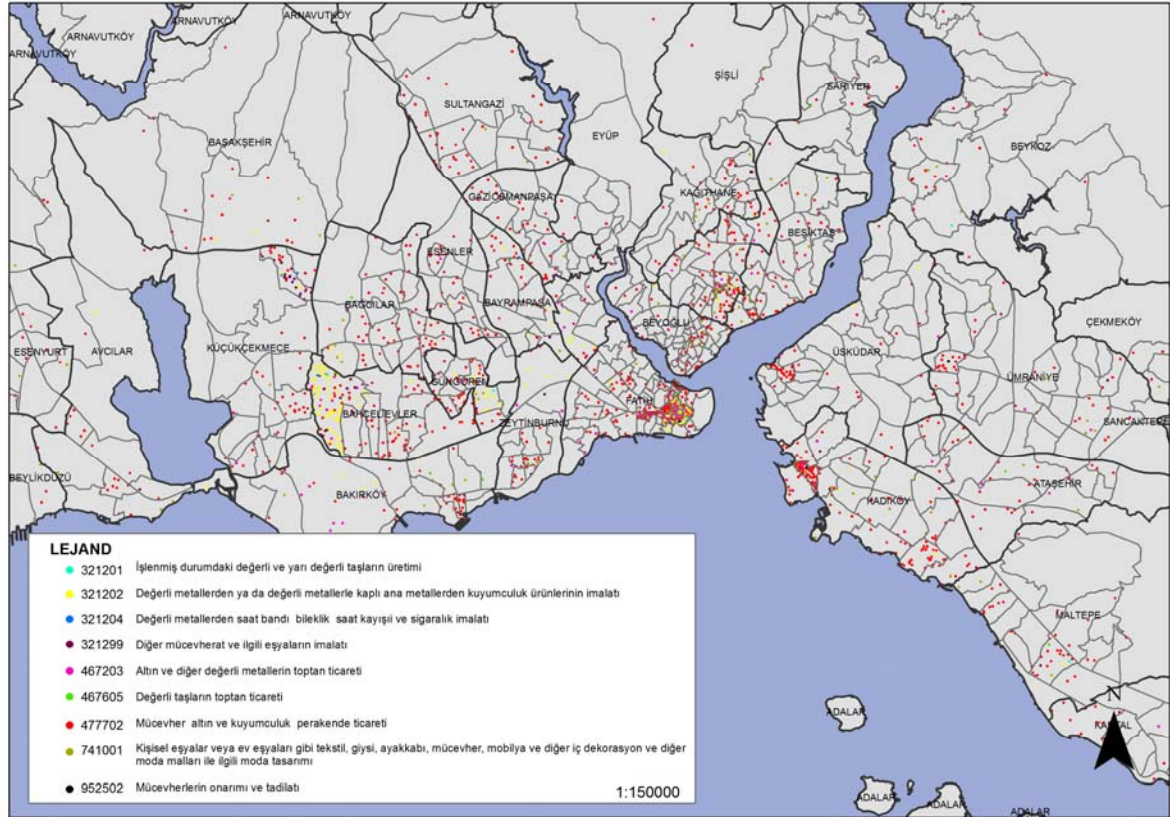 ARNAVUTKÖY
ARNAVUTKÖY
ARNAVUTKÖY
ARNAVUTKÖY
ARNAVUTKÖY
ŞİŞLİ
SARIYER
SULTANGAZİ
EYÜP
BAŞAKŞEHİR
BEYKOZ
KAĞITHANE
GAZİOSMANPAŞA
BEŞİKTAŞ
ESENLER
BAĞCILAR
BAYRAMPAŞA
BEYOĞLU
ÇEKMEKÖY
ESENYURT
AVCILAR
KÜÇÜKÇEKMECE
ÜSKÜDAR
ÜMRANİYE
GÜNGÖREN
FATİH
BAHÇELİEVLER
ZEYTİNBURNU
SANCAKTEPE
BEYLİKDÜZÜ
BAKIRKÖY
KADIKÖY
ATAŞEHİR
MALTEPE
N
KARTAL
ADALAR
ADALAR
ADALAR
ADALAR
LEJAND
321201 İşlenmiş durumdaki değerli ve yarı değerli taşların üretimi
321202 Değerli metallerden ya da değerli metallerle kaplı ana metallerden kuyumculuk ürünlerinin imalatı
321204 Değerli metallerden saat bandı bileklik saat kayışıi ve sigaralık imalatı
321299 Diğer mücevherat ve ilgili eşyaların imalatı
467203 Altın ve diğer değerli metallerin toptan ticareti
467605 Değerli taşların toptan ticareti
477702 Mücevher altın ve kuyumculuk perakende ticareti
741001 Kişisel eşyalar veya ev eşyaları gibi tekstil, giysi, ayakkabı, mücevher, mobilya ve diğer iç dekorasyon ve diğer
moda malları ile ilgili moda tasarımı
952502 Mücevherlerin onarımı ve tadilatı
1:150000